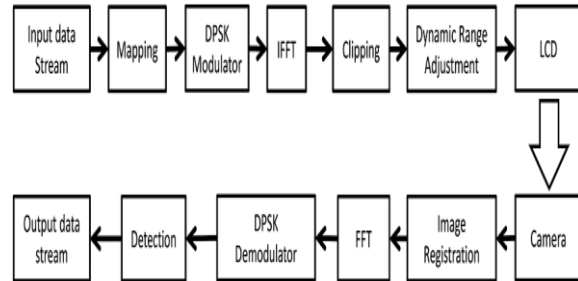 Input data
Stream
Mapping
DPSK
Modulator
IFFT
Clipping
Dynamic Range
Adjustment
LCD
Output data
stream
Detection
DPSK
Demodulator
FFT
Image
Registration
Camera